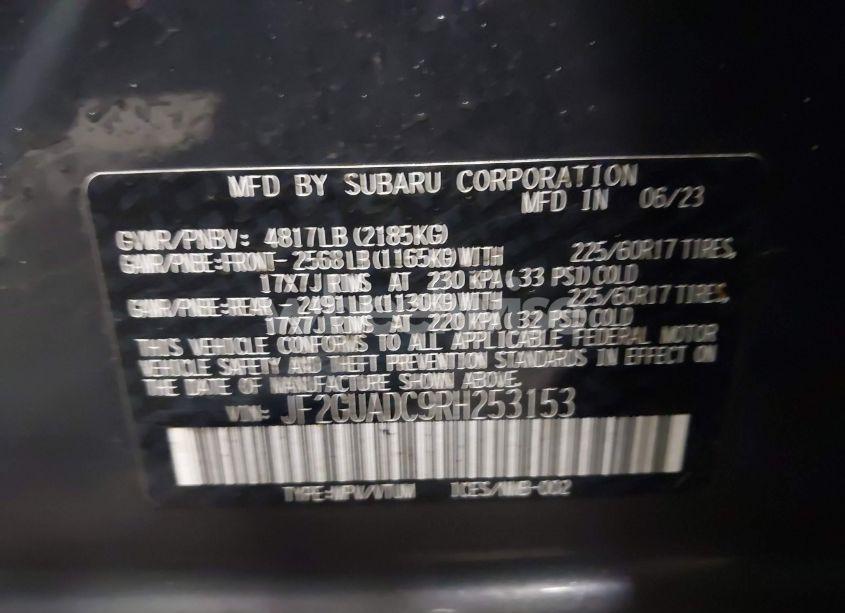 MFD BY SUBARU CORPORATION
MFD IN 06/23
GVWR/PNBV: 4817LB(2185KG)
GAWR/PNBE:FRONT- 2568LB(1165KG)WITH 225/60R17 TIRES,
17X7J RIMS AT 230 KPA( 33 PSI) COLD
GAWR/PNBE:REAR - 2491LB(1130KG)WITH 225/60R17 TIRES,
17X7J RIMS AT 220 KPA( 32 PSI) COLD
THIS VEHICLE CONFORMS TO ALL APPLICABLE FEDERAL MOTOR
VEHICLE SAFETY AND THEFT PREVENTION STANDARDS IN EFFECT ON
THE DATE OF MANUFACTURE SHOWN ABOVE.
VIN: JF2GUADC9RH253153
TYPE:MPV/VTUM ICES/NMB-002